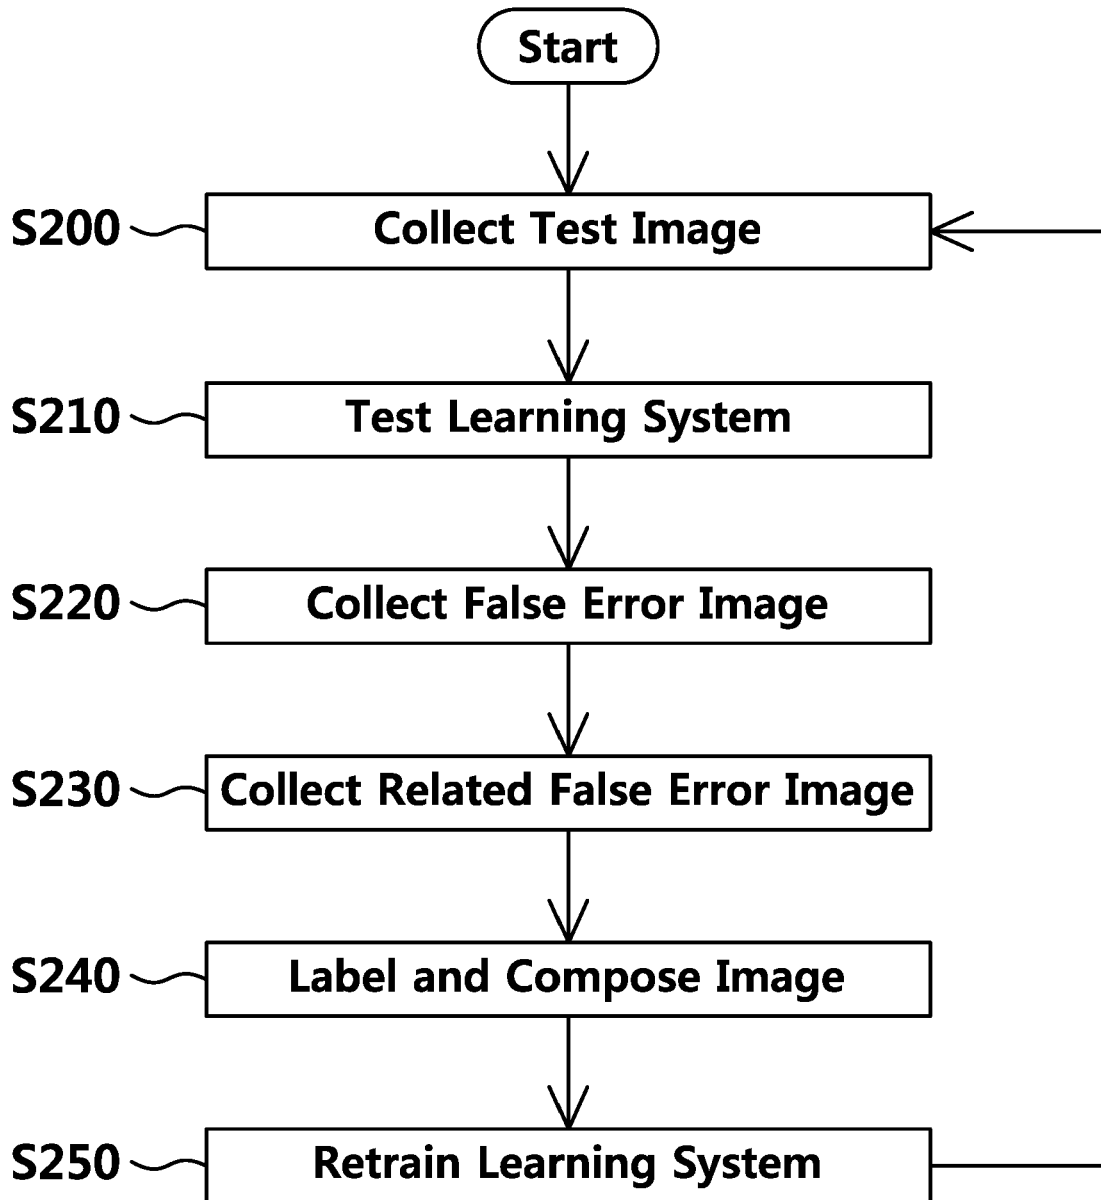 Start
S200 Collect Test Image
S210 Test Learning System
S220 Collect False Error Image
S230 Collect Related False Error Image
S240 Label and Compose Image
S250 Retrain Learning System